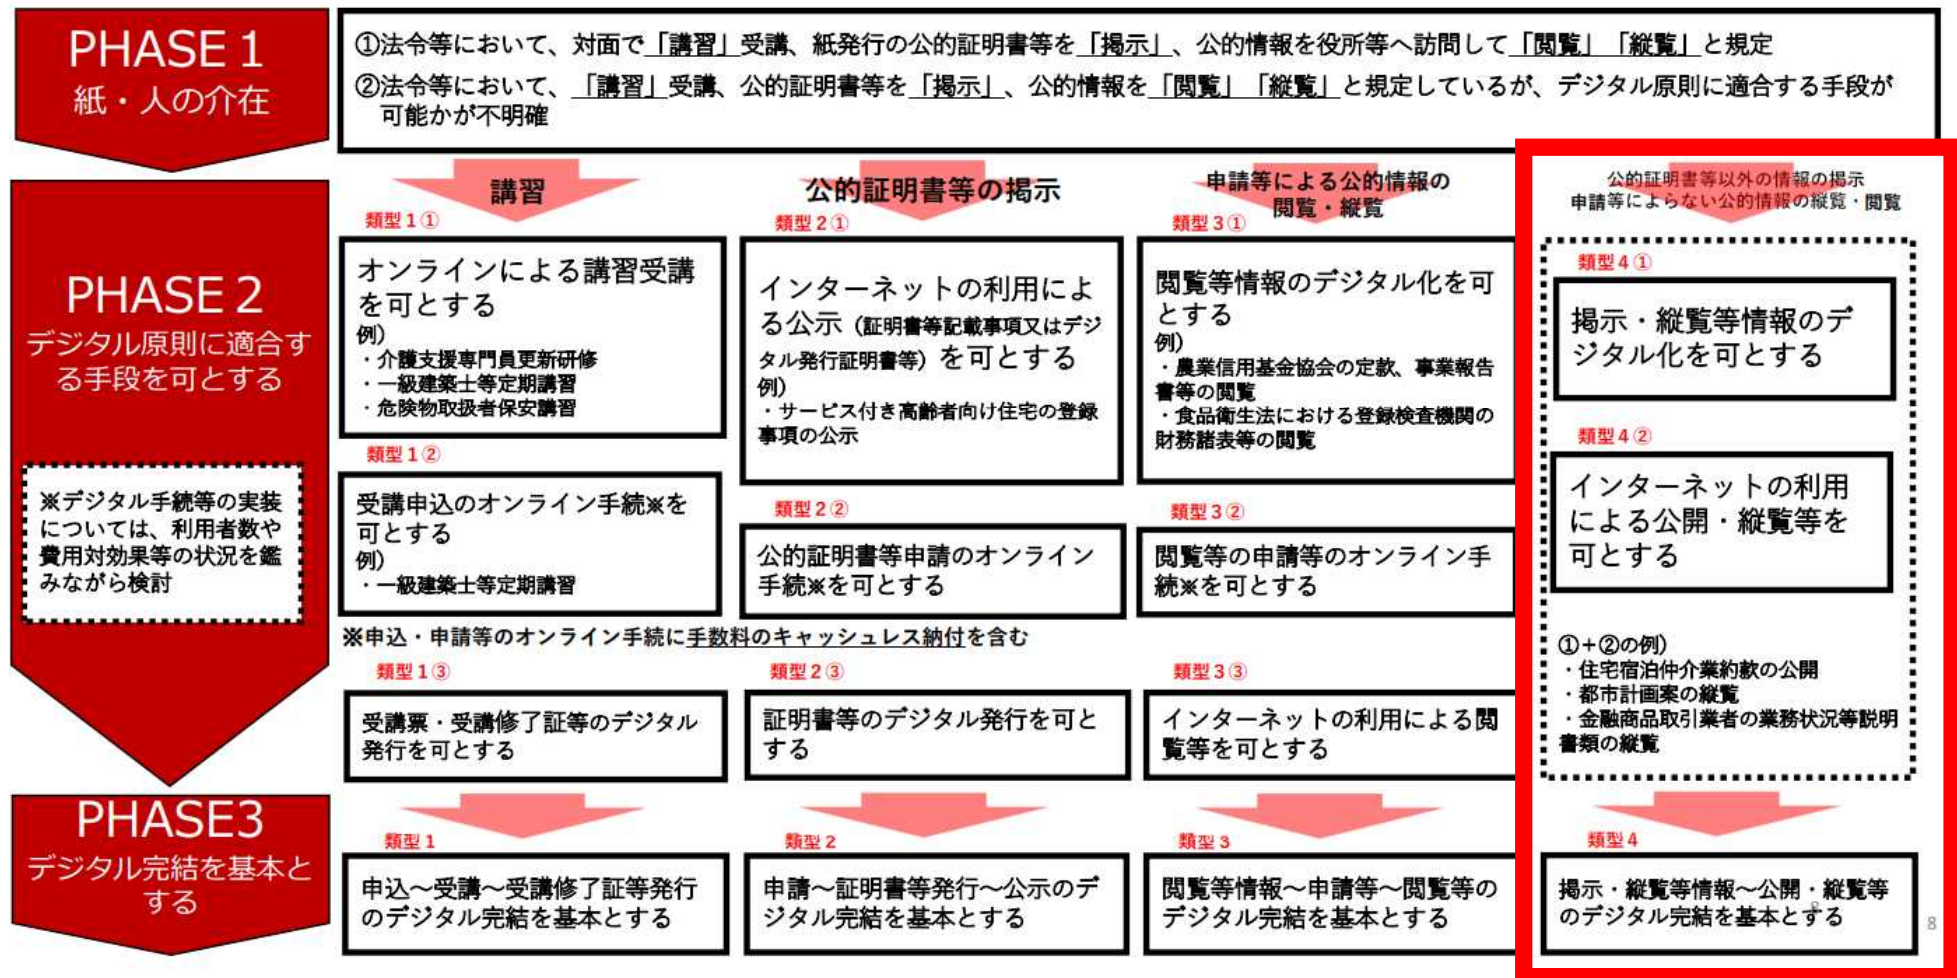 PHASE 1
紙・人の介在
①法令等において、対面で「講習」受講、紙発行の公的証明書等を「掲示」、公的情報を役所等へ訪問して「閲覧」「縦覧」と規定
②法令等において、「講習」受講、公的証明書等を「掲示」、公的情報を「閲覧」「縦覧」と規定しているが、デジタル原則に適合する手段が
可能かが不明確
PHASE 2
デジタル原則に適合す
る手段を可とする
※デジタル手続等の実装
については、利用者数や
費用対効果等の状況を鑑
みながら検討
講習
類型1①
オンラインによる講習受講
を可とする
例）
・介護支援専門員更新研修
・一級建築士等定期講習
・危険物取扱者保安講習
類型1②
受講申込のオンライン手続※を
可とする
例）
・一級建築士等定期講習
公的証明書等の掲示
類型2①
インターネットの利用によ
る公示（証明書等記載事項又はデジ
タル発行証明書等）を可とする
例）
・サービス付き高齢者向け住宅の登録
事項の公示
類型2②
公的証明書等申請のオンライン
手続※を可とする
申請等による公的情報の
閲覧・縦覧
類型3①
閲覧等情報のデジタル化を可
とする
例）
・農業信用基金協会の定款、事業報告
書等の閲覧
・食品衛生法における登録検査機関の
財務諸表等の閲覧
類型3②
閲覧等の申請等のオンライン手
続※を可とする
※申込・申請等のオンライン手続に手数料のキャッシュレス納付を含む
類型1③
受講票・受講修了証等のデジタル
発行を可とする
類型2③
証明書等のデジタル発行を可と
する
類型3③
インターネットの利用による閲
覧等を可とする
公的証明書等以外の情報の掲示
申請等によらない公的情報の縦覧・閲覧
類型4①
掲示・縦覧等情報のデ
ジタル化を可とする
類型4②
インターネットの利用
による公開・縦覧等を
可とする
①+②の例）
・住宅宿泊仲介業約款の公開
・都市計画案の縦覧
・金融商品取引業者の業務状況等説明
書類の縦覧
PHASE3
デジタル完結を基本と
する
類型1
申込～受講～受講修了証等発行
のデジタル完結を基本とする
類型2
申請～証明書等発行～公示のデ
ジタル完結を基本とする
類型3
閲覧等情報～申請等～閲覧等の
デジタル完結を基本とする
類型4
掲示・縦覧等情報～公開・縦覧等
のデジタル完結を基本とする
8
8